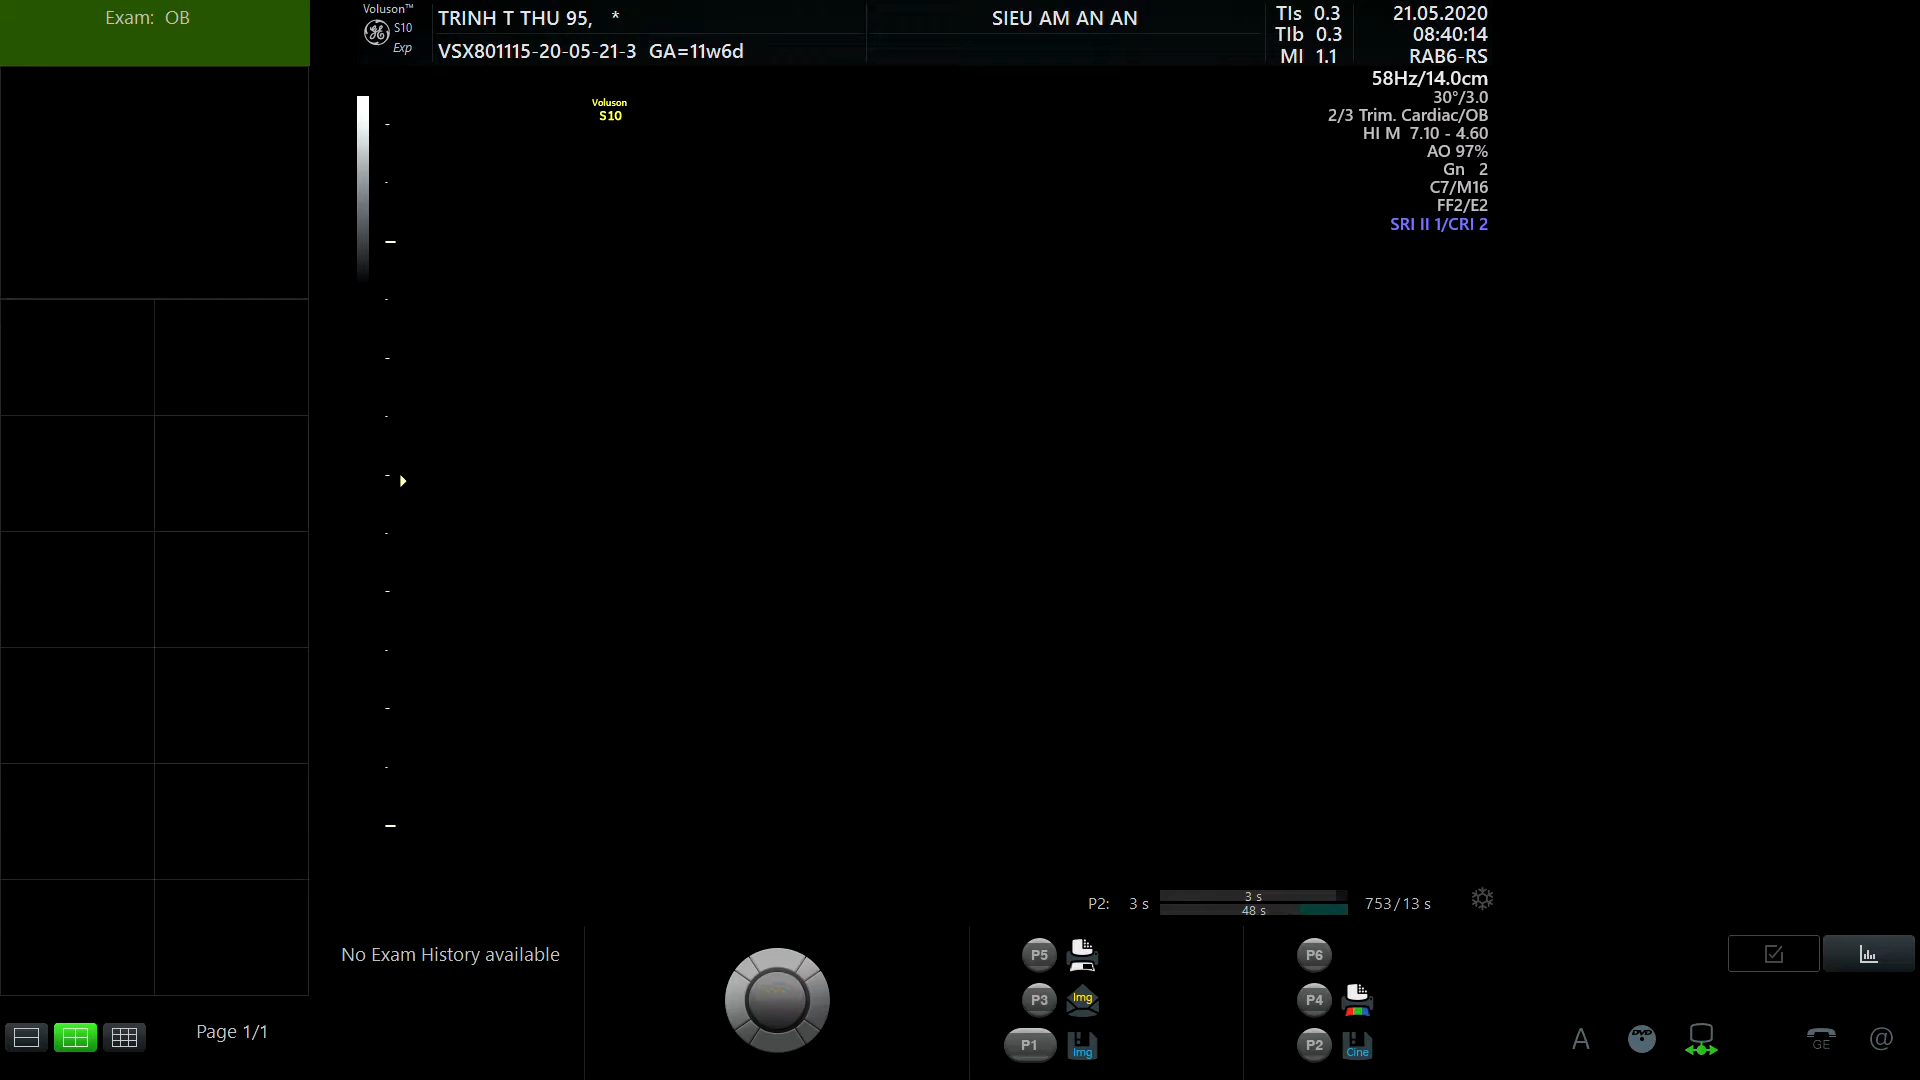 Exam: OB
Voluson™
S10
Exp
TRINH T THU 95, *
VSX801115-20-05-21-3 GA=11w6d
SIEU AM AN AN
TIs 0.3
TIb 0.3
MI 1.1
21.05.2020
08:40:14
RAB6-RS
58Hz/14.0cm
30°/3.0
2/3 Trim. Cardiac/OB
HI M 7.10 - 4.60
AO 97%
Gn 2
C7/M16
FF2/E2
SRI II 1/CRI 2
Voluson
S10
P2: 3 s
3 s
48 s
753/13 s
No Exam History available
P5
P3 Img
P1 Img
P6
P4
P2 Cine
Page 1/1
A
DVD
GE
@